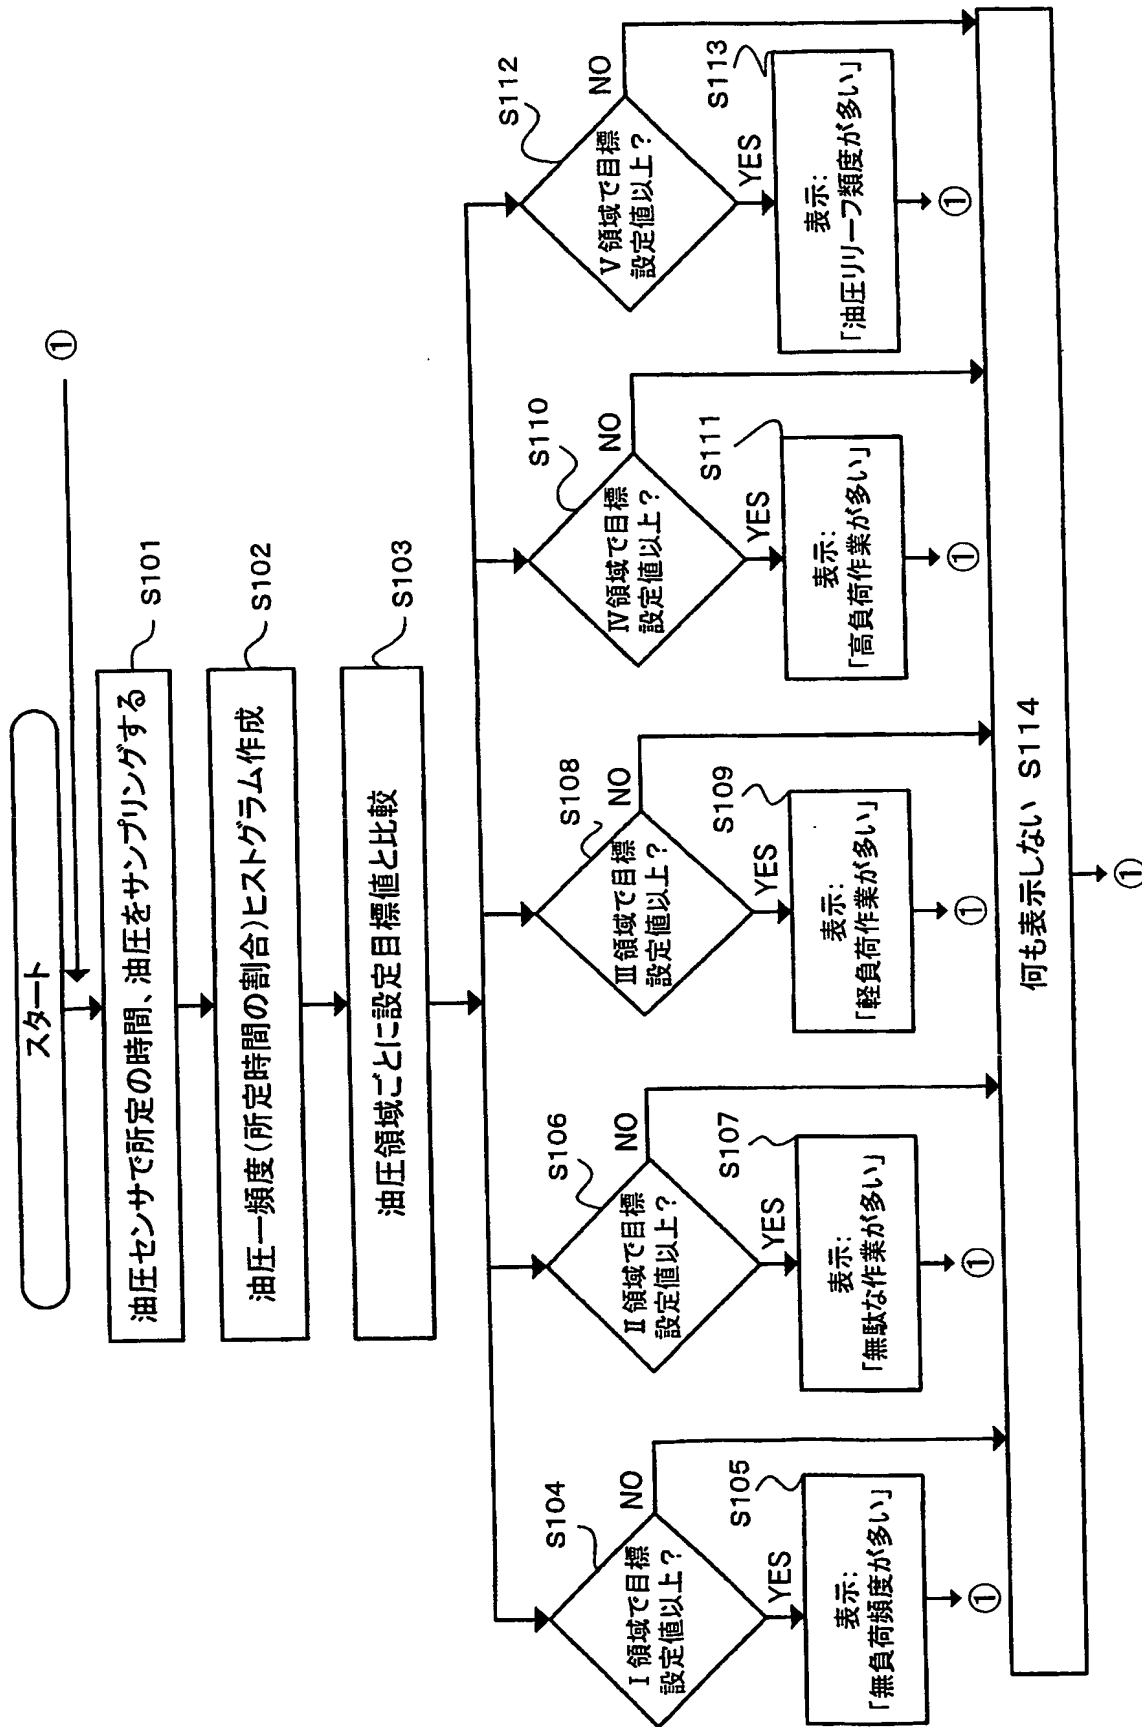 スタート
①
油圧センサで所定の時間、油圧をサンプリングする
S101
油圧ー頻度(所定時間の割合)ヒストグラム作成
S102
油圧領域ごとに設定目標値と比較
S103
S104
Ⅰ領域で目標
設定値以上?
NO
YES
S105
表示:
「無負荷頻度が多い」
①
S106
Ⅱ領域で目標
設定値以上?
NO
YES
S107
表示:
「無駄な作業が多い」
①
S108
Ⅲ領域で目標
設定値以上?
NO
YES
S109
表示:
「軽負荷作業が多い」
①
S110
Ⅳ領域で目標
設定値以上?
NO
YES
S111
表示:
「高負荷作業が多い」
①
S112
Ⅴ領域で目標
設定値以上?
NO
YES
S113
表示:
「油圧リリーフ類度が多い」
①
何も表示しない S114
①